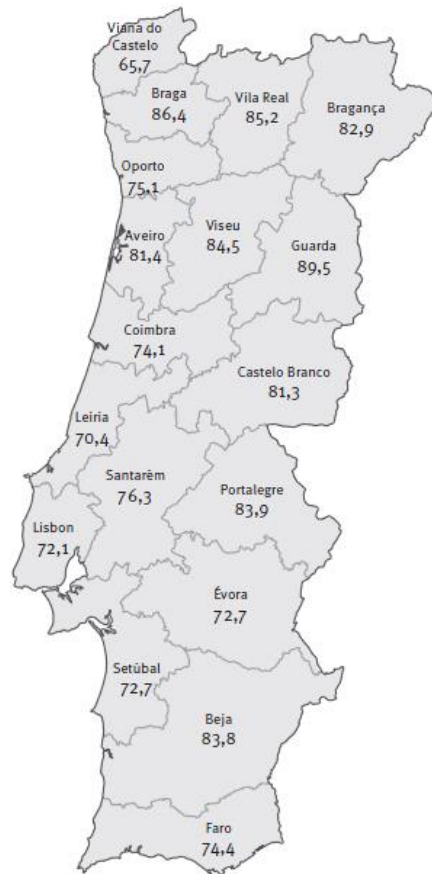 Viana do
Castelo
65,7
Braga
86,4
Vila Real
85,2
Bragança
82,9
Oporto
75,1
Aveiro
81,4
Viseu
84,5
Guarda
89,5
Coimbra
74,1
Castelo Branco
81,3
Leiria
70,4
Santarèm
76,3
Portalegre
83,9
Lisbon
72,1
Évora
72,7
Setùbal
72,7
Beja
83,8
Faro
74,4